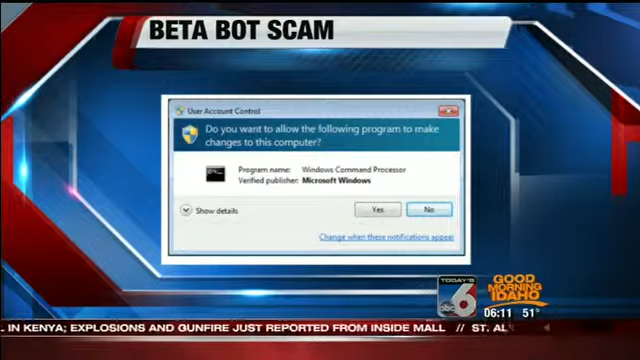 BETA BOT SCAM
User Account Control
Do you want to allow the following program to make
changes to this computer?
Program name: Windows Command Processor
Verified publisher: Microsoft Windows
Show details
Yes
No
Change when these notifications appear
TODAY'S
abc 6
GOOD
MORNING
IDAHO
06:11 51°
L IN KENYA; EXPLOSIONS AND GUNFIRE JUST REPORTED FROM INSIDE MALL // ST. AL